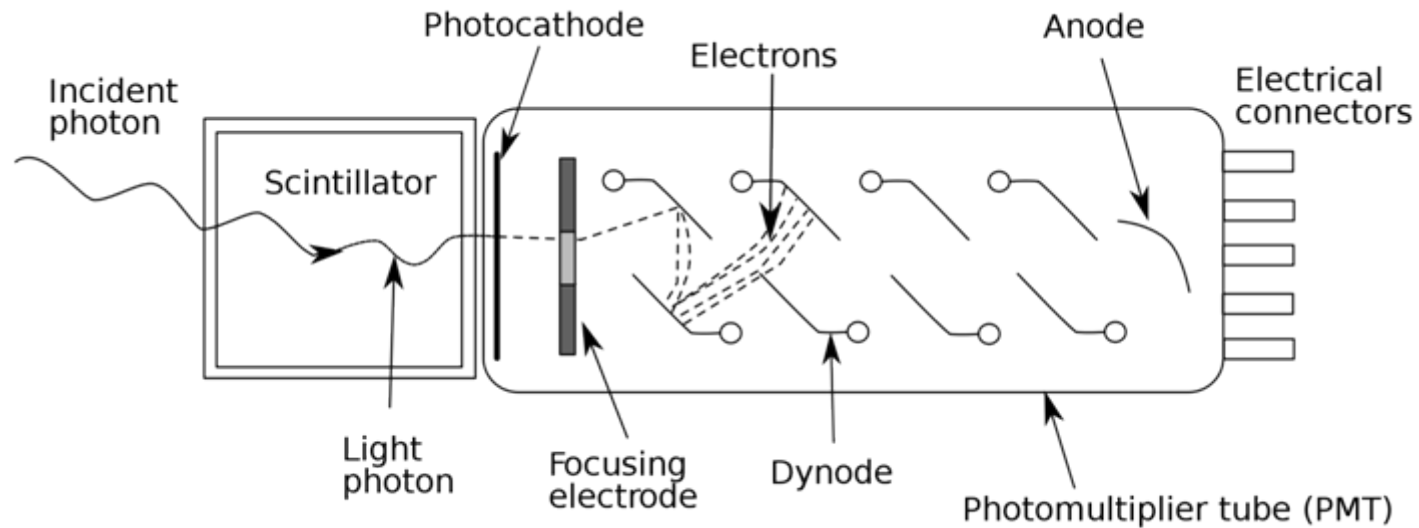 Photocathode
Electrons
Anode
Incident
photon
Electrical
connectors
Scintillator
Light
photon
Focusing
electrode
Dynode
Photomultiplier tube (PMT)